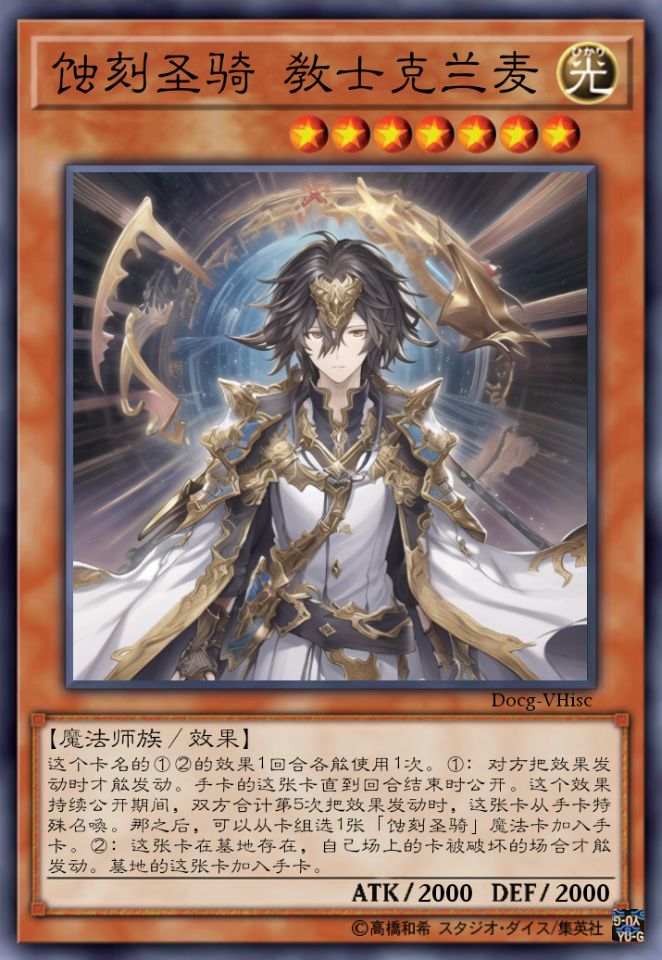 蚀刻圣骑 教士克兰麦
光
ひかり
Docg-VHisc
【魔法师族／效果】
这个卡名的①②的效果1回合各能使用1次。①：对方把效果发
动时才能发动。手卡的这张卡直到回合结束时公开。这个效果
持续公开期间，双方合计第5次把效果发动时，这张卡从手卡特
殊召唤。那之后，可以从卡组选1张「蚀刻圣骑」魔法卡加入手
卡。②：这张卡在墓地存在，自己场上的卡被破坏的场合才能
发动。墓地的这张卡加入手卡。
ATK/2000 DEF/2000
©高橋和希 スタジオ・ダイス/集英社
YU-G